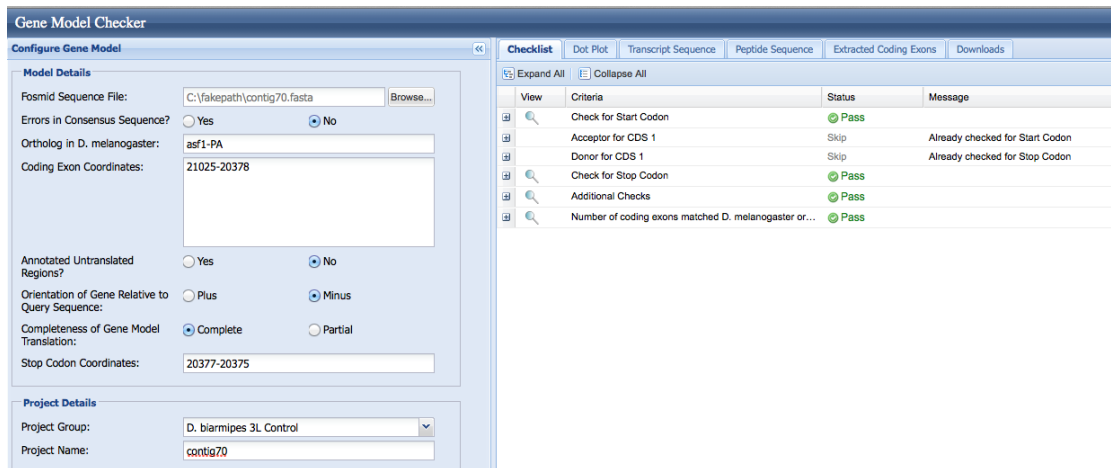 Gene Model Checker
Configure Gene Model
Model Details
Fosmid Sequence File: C:\fakepath\contig70.fasta Browse...
Errors in Consensus Sequence? Yes No
Ortholog in D. melanogaster: asf1-PA
Coding Exon Coordinates: 21025-20378
Annotated Untranslated Yes No
Regions?
Orientation of Gene Relative to Plus Minus
Query Sequence:
Completeness of Gene Model Complete Partial
Translation:
Stop Codon Coordinates: 20377-20375
Project Details
Project Group: D. biarmipes 3L Control
Project Name: contig70
Checklist Dot Plot Transcript Sequence Peptide Sequence Extracted Coding Exons Downloads
Expand All Collapse All
View Criteria Status Message
Check for Start Codon Pass
Acceptor for CDS 1 Skip Already checked for Start Codon
Donor for CDS 1 Skip Already checked for Stop Codon
Check for Stop Codon Pass
Additional Checks Pass
Number of coding exons matched D. melanogaster or... Pass